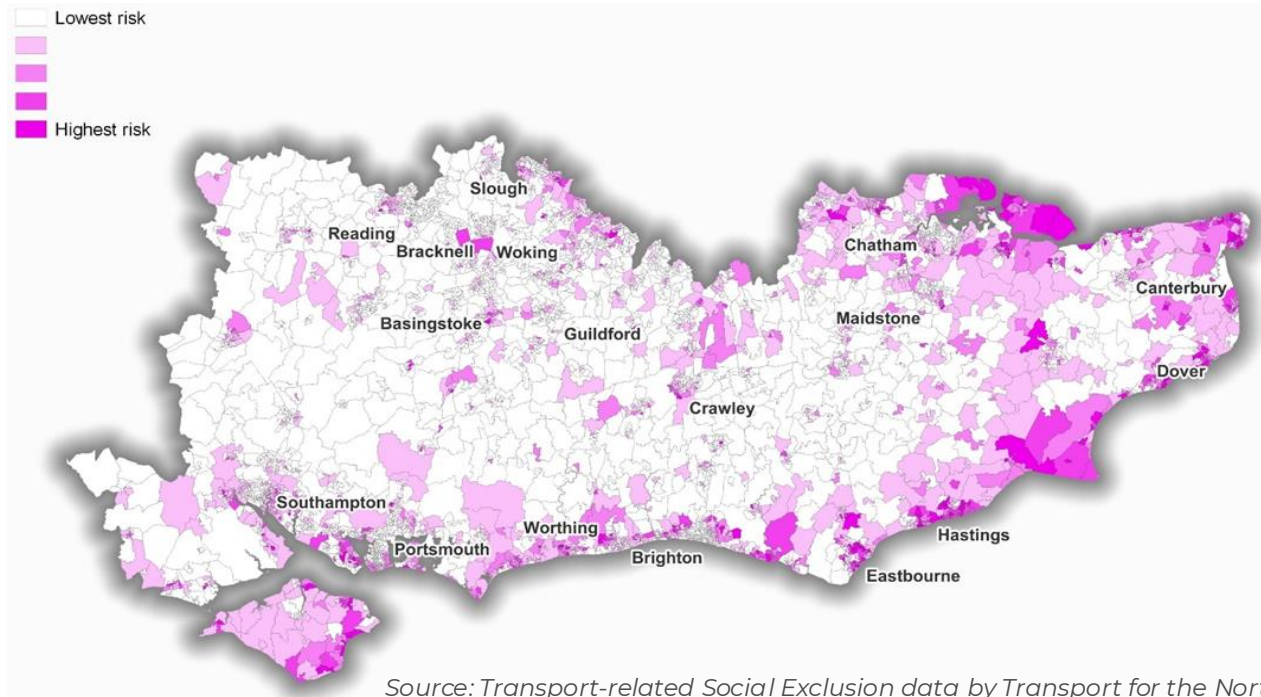 Lowest risk
Highest risk
Slough
Reading
Bracknell
Woking
Chatham
Canterbury
Basingstoke
Guildford
Maidstone
Dover
Crawley
Southampton
Portsmouth
Worthing
Brighton
Hastings
Eastbourne
Source: Transport-related Social Exclusion data by Transport for the Nor